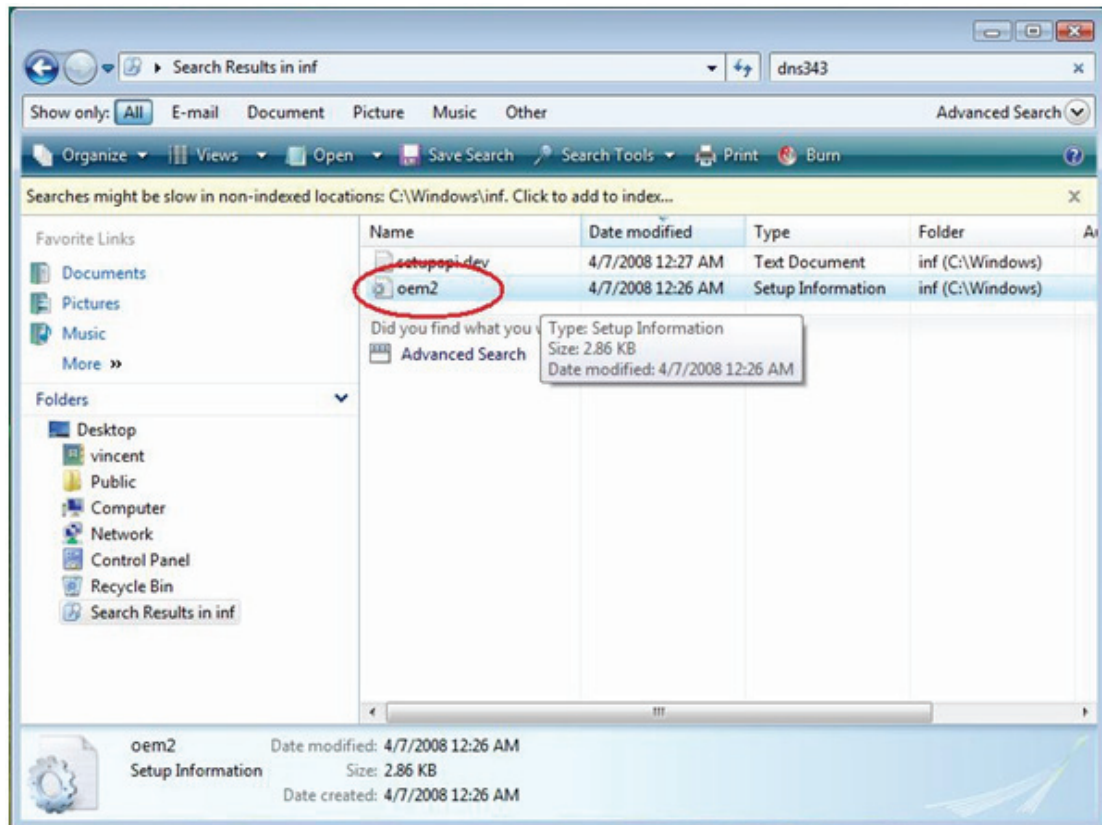 Search Results in inf dns343
Show only: All E-mail Document Picture Music Other Advanced Search
Organize Views Open Save Search Search Tools Print Burn
Searches might be slow in non-indexed locations: C:\Windows\inf. Click to add to index...
Favorite Links
Documents
Pictures
Music
More »
Folders
Desktop
vincent
Public
Computer
Network
Control Panel
Recycle Bin
Search Results in inf
Name Date modified Type Folder
setupapi.dev 4/7/2008 12:27 AM Text Document inf (C:\Windows)
oem2 4/7/2008 12:26 AM Setup Information inf (C:\Windows)
Did you find what you
Advanced Search
Type: Setup Information
Size: 2.86 KB
Date modified: 4/7/2008 12:26 AM
oem2 Date modified: 4/7/2008 12:26 AM
Setup Information Size: 2.86 KB
Date created: 4/7/2008 12:26 AM